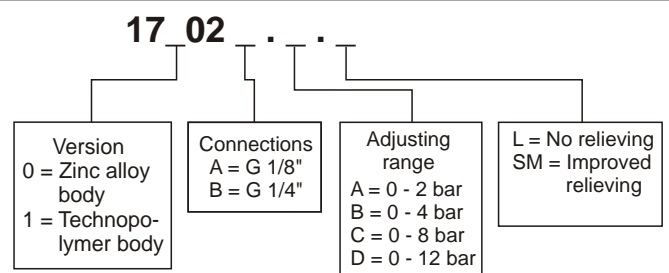 17_02 _ . _ . _
Version
0 = Zinc alloy
body
1 = Technopo-
lymer body
Connections
A = G 1/8"
B = G 1/4"
Adjusting
range
A = 0 - 2 bar
B = 0 - 4 bar
C = 0 - 8 bar
D = 0 - 12 bar
L = No relieving
SM = Improved
relieving